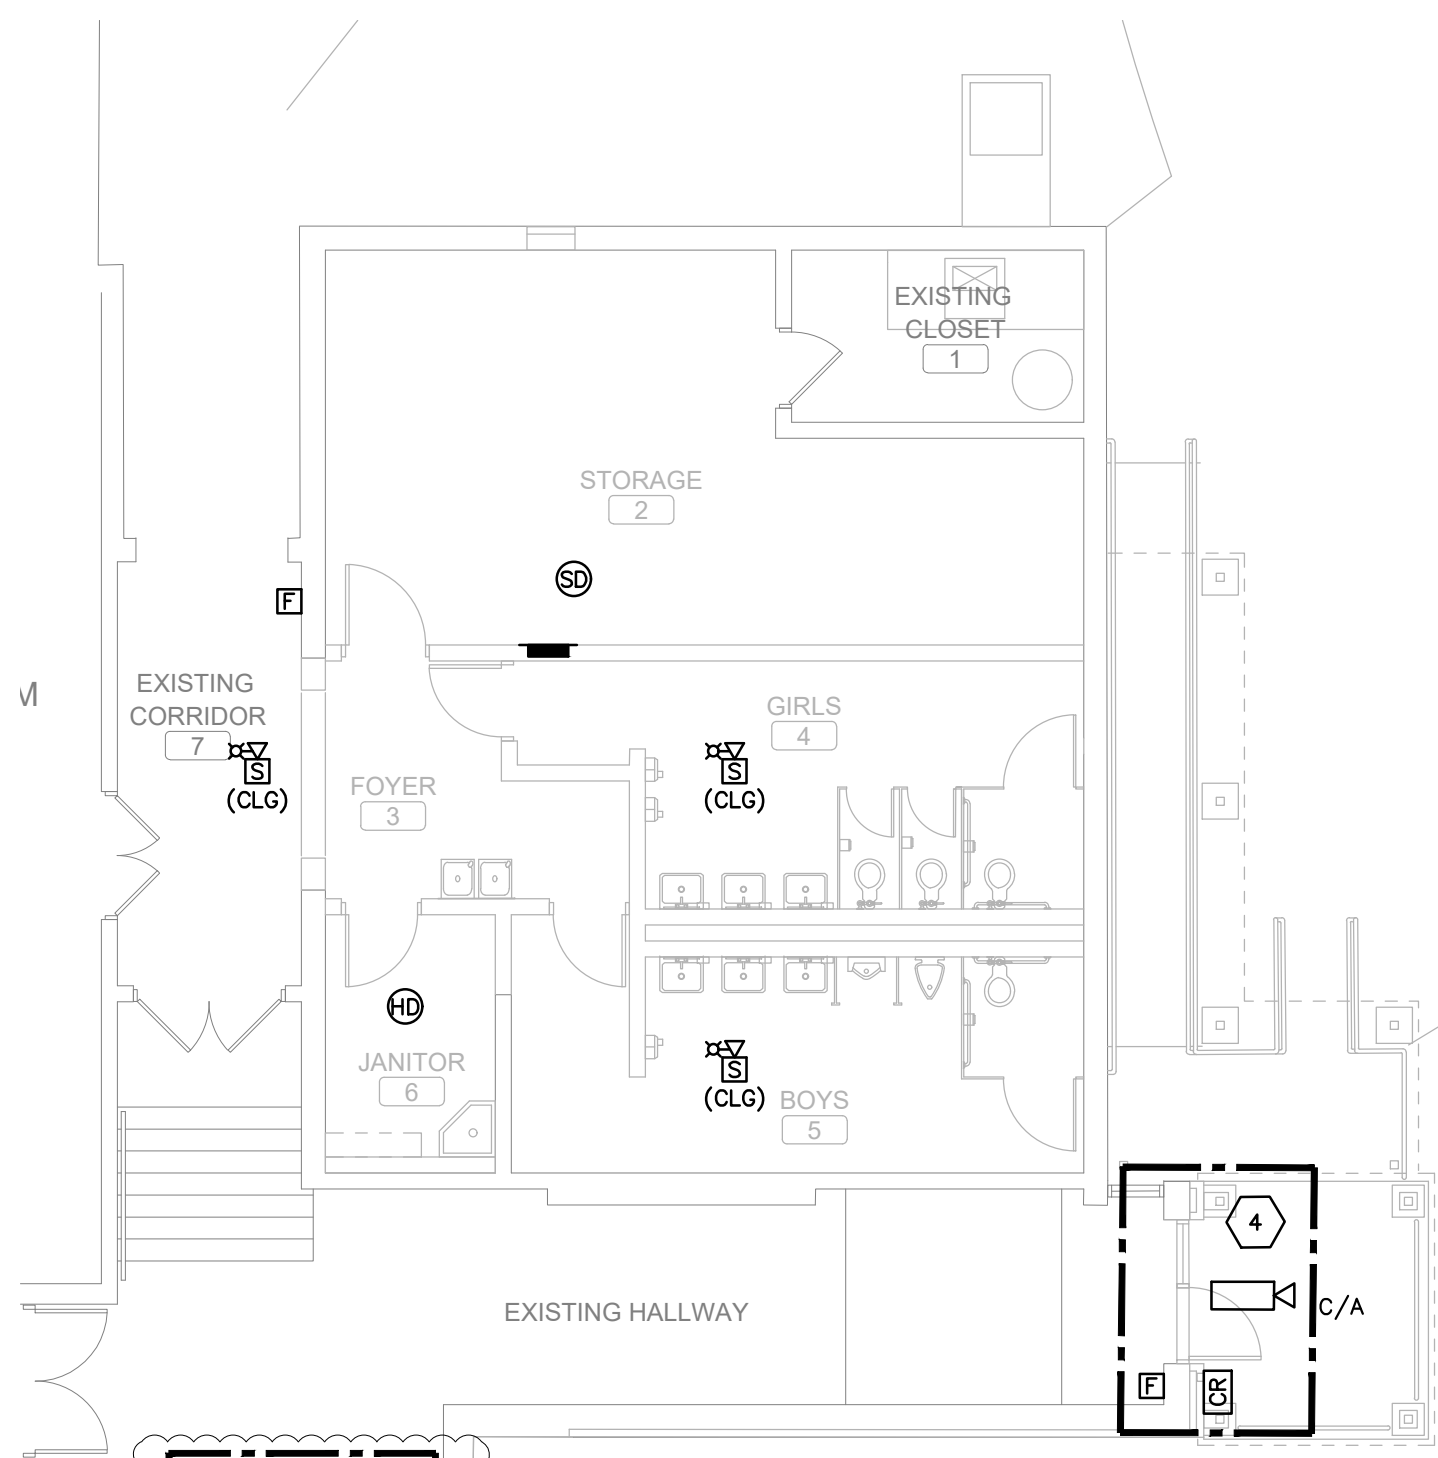 EXISTING
CLOSET
1
STORAGE
2
SD
F
M
EXISTING
CORRIDOR
7
S
(CLG)
GIRLS
4
S
(CLG)
FOYER
3
HD
JANITOR
6
S
(CLG)
BOYS
5
4
EXISTING HALLWAY
C/A
F
CR